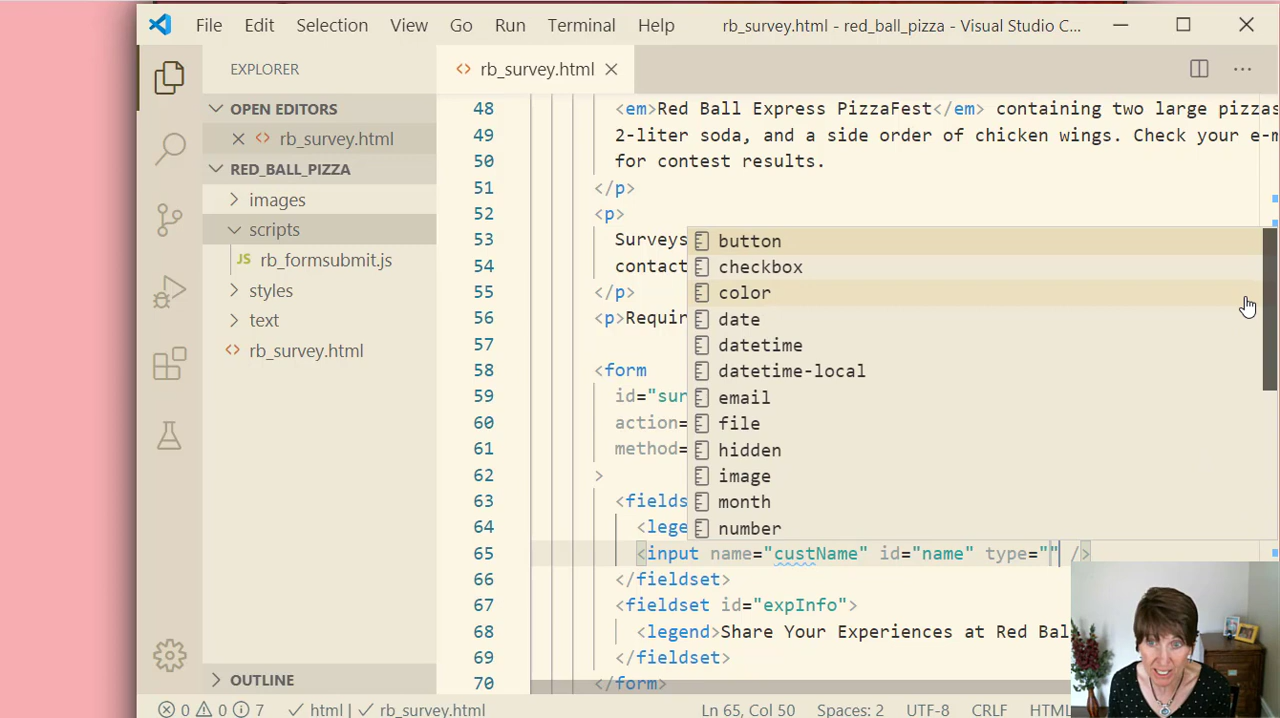 File Edit Selection View Go Run Terminal Help rb_survey.html - red_ball_pizza - Visual Studio C...
EXPLORER
rb_survey.html
OPEN EDITORS
rb_survey.html
RED_BALL_PIZZA
images
scripts
JS rb_formsubmit.js
styles
text
rb_survey.html
OUTLINE
48 <em>Red Ball Express PizzaFest</em> containing two large pizzas
49 2-liter soda, and a side order of chicken wings. Check your e-m
50 for contest results.
51 </p>
52 <p>
53 Surveys
54 contact
55 </p>
56 <p>Requir
57
58 <form
59 id="sur
60 action=
61 method=
62 >
63 <fields
64 <lege
65 <input name="custName" id="name" type="" />
66 </fieldset>
67 <fieldset id="expInfo">
68 <legend>Share Your Experiences at Red Bal
69 </fieldset>
70 </form>
button
checkbox
color
date
datetime
datetime-local
email
file
hidden
image
month
number
0 0 7 html rb_survey.html Ln 65, Col 50 Spaces: 2 UTF-8 CRLF HTML